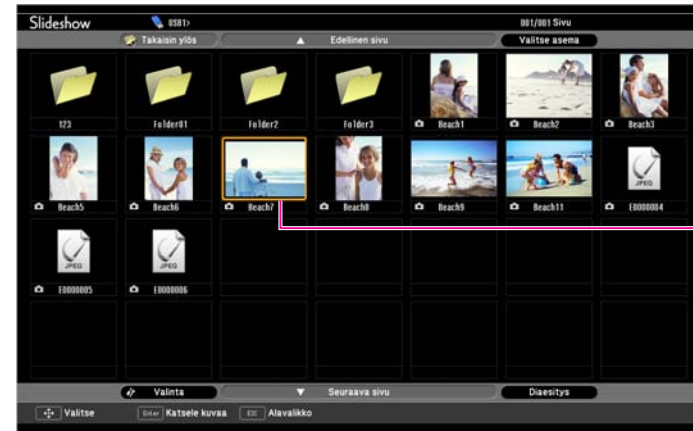 Slideshow USB1> 001/001 Sivu
Takaisin ylös ▲ Edellinen sivu Valitse asema
123 Folder01 Folder2 Folder3 Beach1 Beach2 Beach3
Beach5 Beach6 Beach7 Beach8 Beach9 Beach11 E0000004
JPEG
E0000005 E0000006
JPEG JPEG
Valinta ▼ Seuraava sivu Diaesitys
Valitse Enter Katsele kuvaa ESC Alavalikko